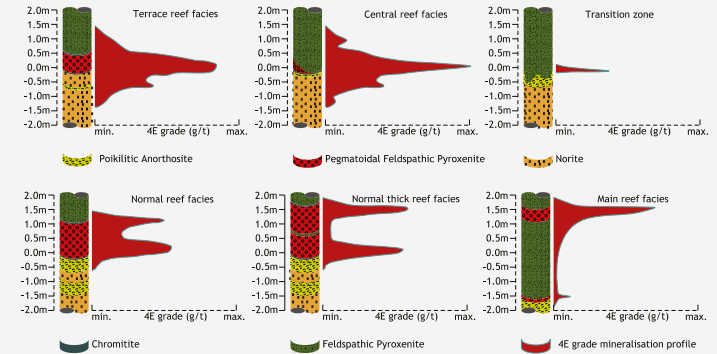 Terrace reef facies
2.0m
1.5m
1.0m
0.5m
0.0m
-0.5m
-1.0m
-1.5m
-2.0m
min. 4E grade (g/t) max.
Central reef facies
2.0m
1.5m
1.0m
0.5m
0.0m
-0.5m
-1.0m
-1.5m
-2.0m
min. 4E grade (g/t) max.
Transition zone
2.0m
1.5m
1.0m
0.5m
0.0m
-0.5m
-1.0m
-1.5m
-2.0m
min. 4E grade (g/t) max.
Poikilitic Anorthosite
Pegmatoidal Feldspathic Pyroxenite
Norite
Normal reef facies
2.0m
1.5m
1.0m
0.5m
0.0m
-0.5m
-1.0m
-1.5m
-2.0m
min. 4E grade (g/t) max.
Normal thick reef facies
2.0m
1.5m
1.0m
0.5m
0.0m
-0.5m
-1.0m
-1.5m
-2.0m
min. 4E grade (g/t) max.
Main reef facies
2.0m
1.5m
1.0m
0.5m
0.0m
-0.5m
-1.0m
-1.5m
-2.0m
min. 4E grade (g/t) max.
Chromitite
Feldspathic Pyroxenite
4E grade mineralisation profile